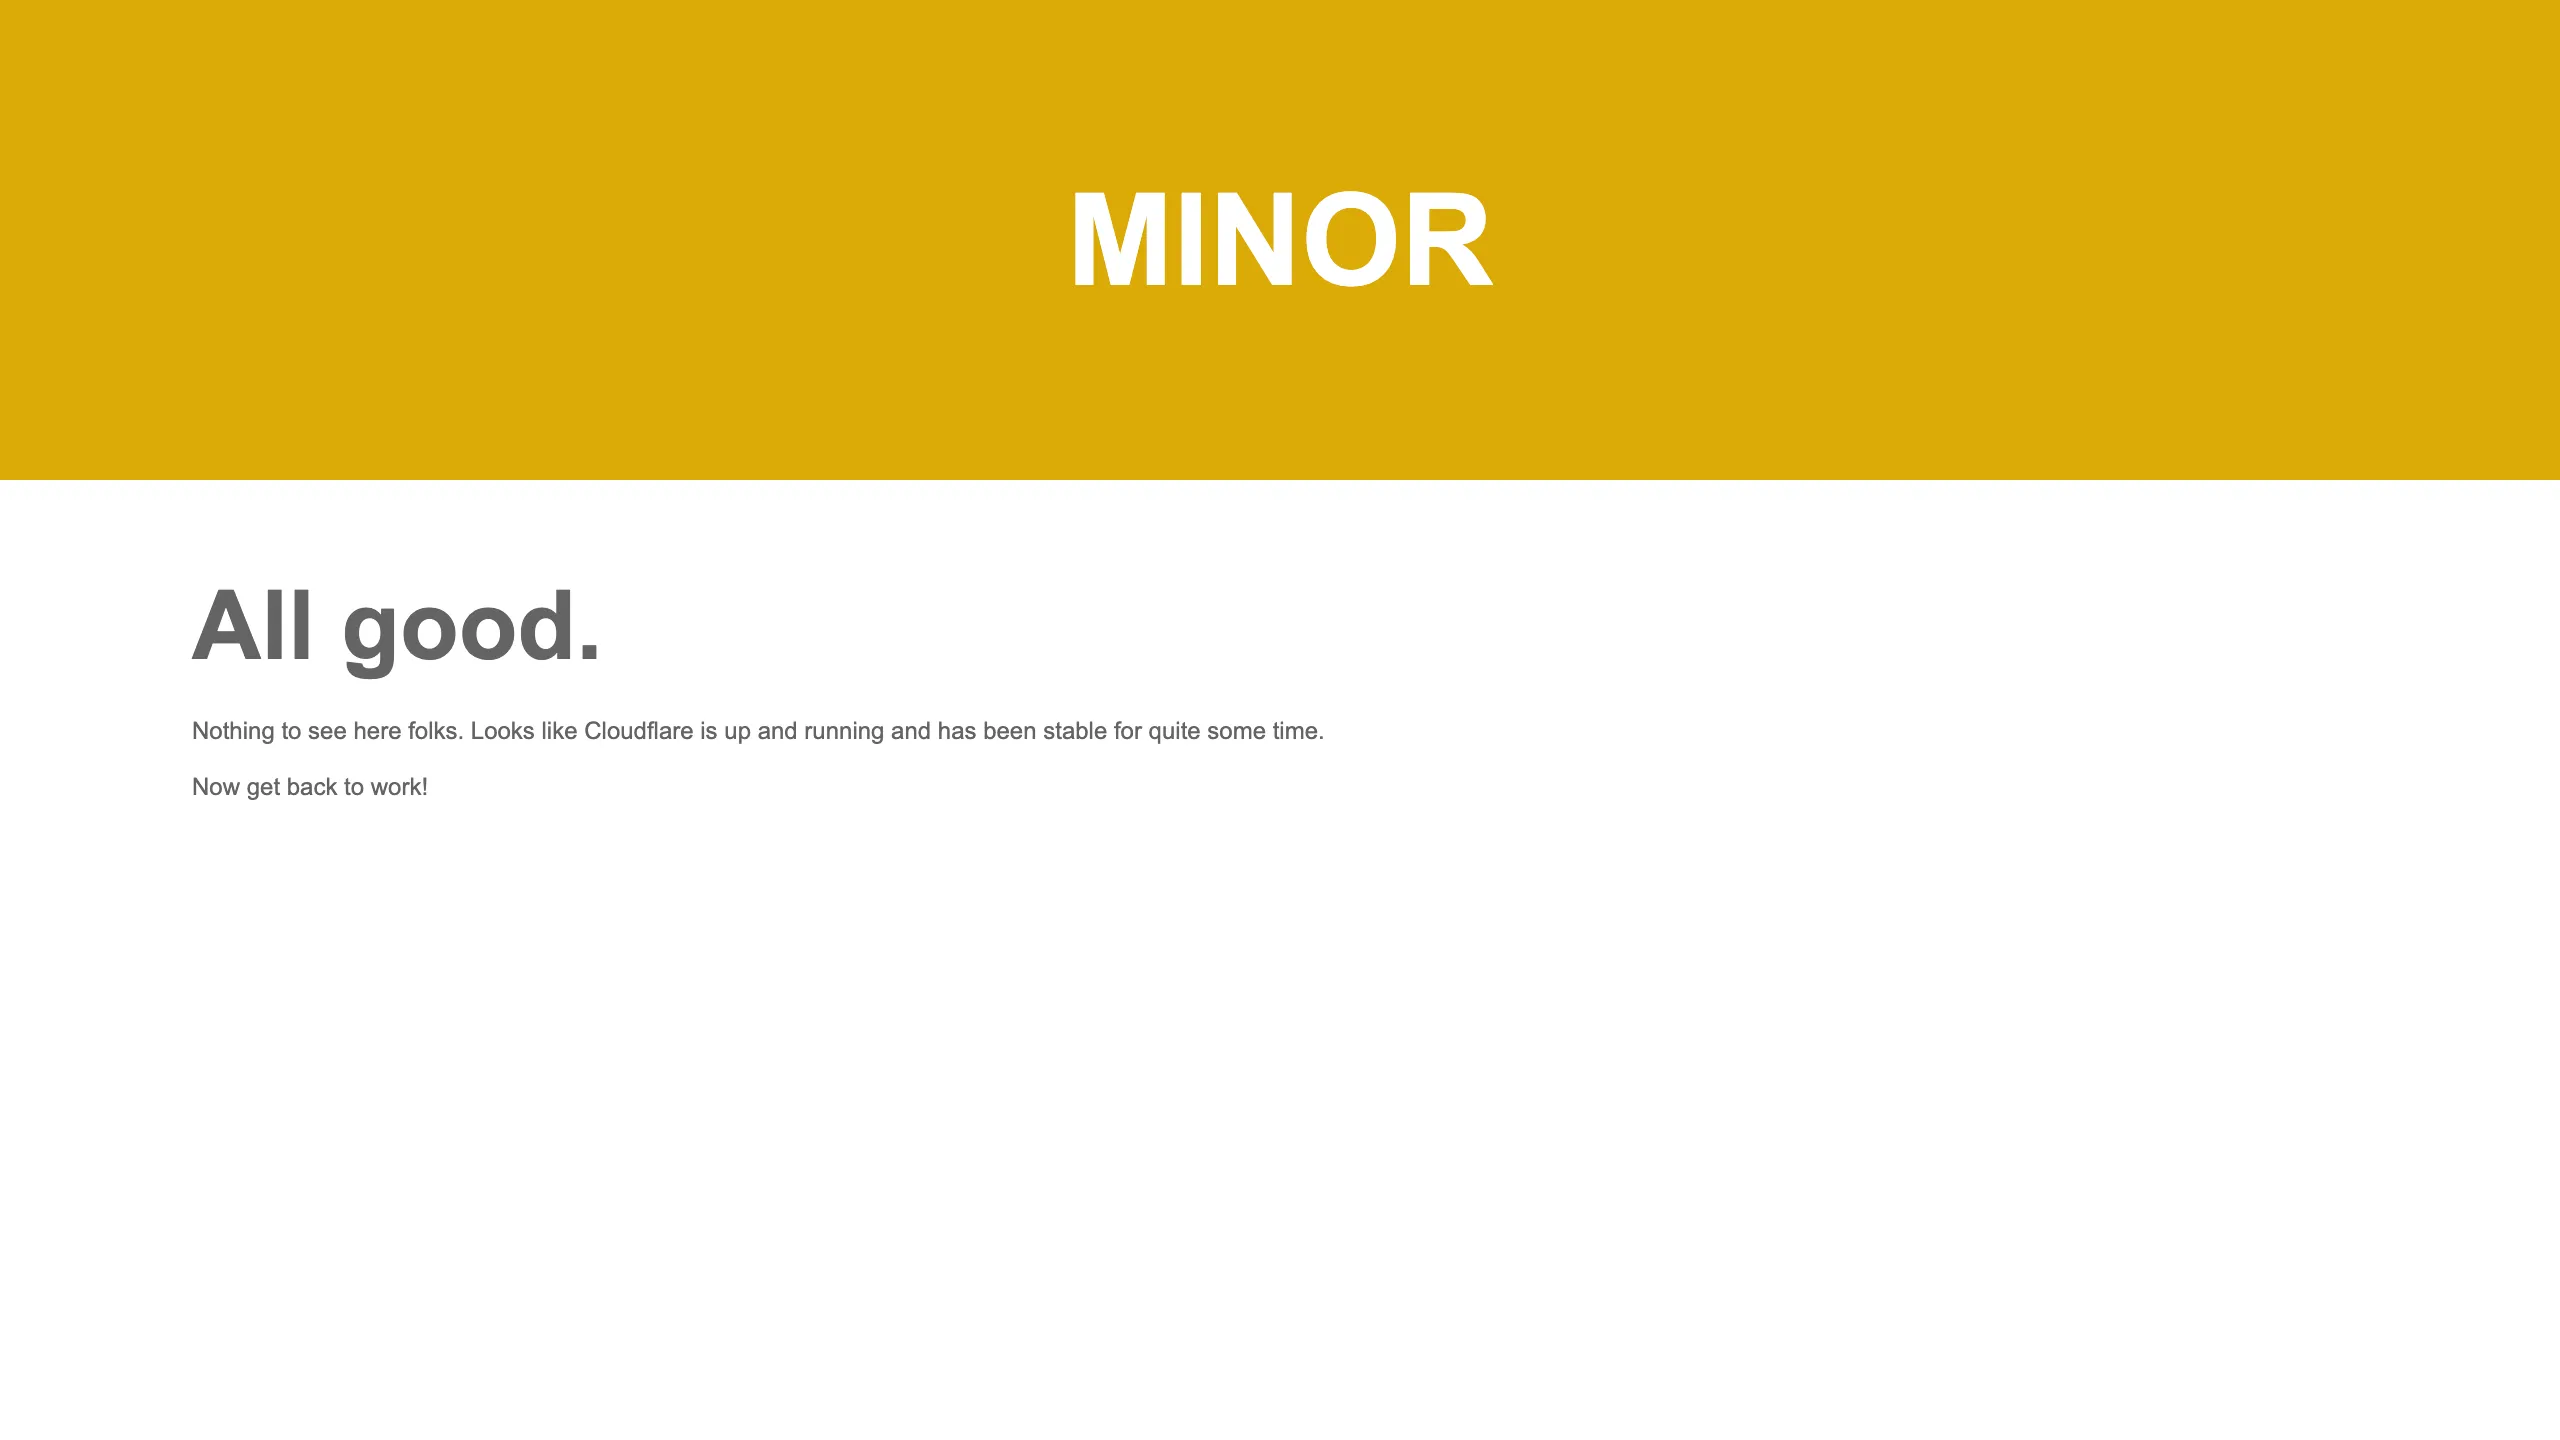 MINOR
All good.
Nothing to see here folks. Looks like Cloudflare is up and running and has been stable for quite some time.
Now get back to work!